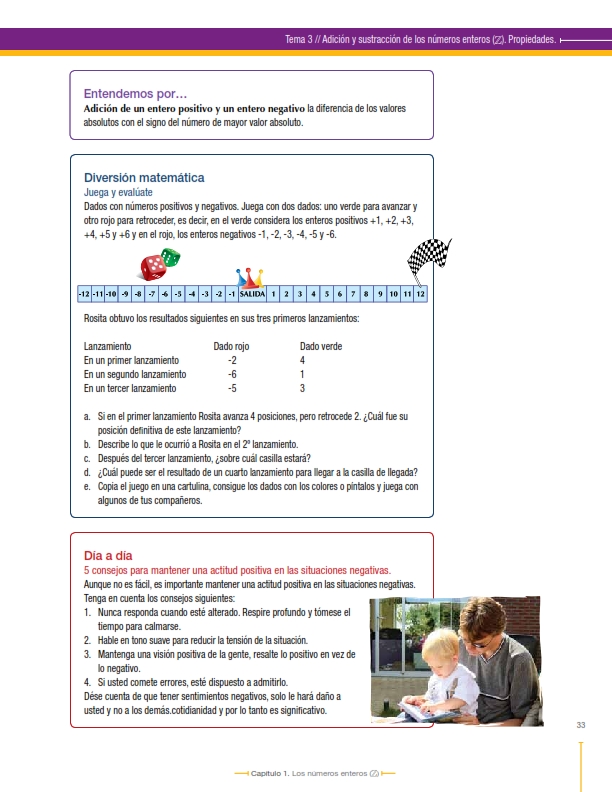 Tema 3 // Adición y sustracción de los números enteros (ℤ). Propiedades.
Entendemos por…
Adición de un entero positivo y un entero negativo la diferencia de los valores
absolutos con el signo del número de mayor valor absoluto.
Diversión matemática
Juega y evalúate
Dados con números positivos y negativos. Juega con dos dados: uno verde para avanzar y
otro rojo para retroceder, es decir, en el verde considera los enteros positivos +1, +2, +3,
+4, +5 y +6 y en el rojo, los enteros negativos -1, -2, -3, -4, -5 y -6.
-12 -11 -10 -9 -8 -7 -6 -5 -4 -3 -2 -1 SALIDA 1 2 3 4 5 6 7 8 9 10 11 12
Rosita obtuvo los resultados siguientes en sus tres primeros lanzamientos:
Lanzamiento Dado rojo Dado verde
En un primer lanzamiento -2 4
En un segundo lanzamiento -6 1
En un tercer lanzamiento -5 3
a. Si en el primer lanzamiento Rosita avanza 4 posiciones, pero retrocede 2. ¿Cuál fue su
posición definitiva de este lanzamiento?
b. Describe lo que le ocurrió a Rosita en el 2º lanzamiento.
c. Después del tercer lanzamiento, ¿sobre cuál casilla estará?
d. ¿Cuál puede ser el resultado de un cuarto lanzamiento para llegar a la casilla de llegada?
e. Copia el juego en una cartulina, consigue los dados con los colores o píntalos y juega con
algunos de tus compañeros.
Día a día
5 consejos para mantener una actitud positiva en las situaciones negativas.
Aunque no es fácil, es importante mantener una actitud positiva en las situaciones negativas.
Tenga en cuenta los consejos siguientes:
1. Nunca responda cuando esté alterado. Respire profundo y tómese el
tiempo para calmarse.
2. Hable en tono suave para reducir la tensión de la situación.
3. Mantenga una visión positiva de la gente, resalte lo positivo en vez de
lo negativo.
4. Si usted comete errores, esté dispuesto a admitirlo.
Dése cuenta de que tener sentimientos negativos, solo le hará daño a
usted y no a los demás.cotidianidad y por lo tanto es significativo.
33
Capítulo 1. Los números enteros (ℤ)